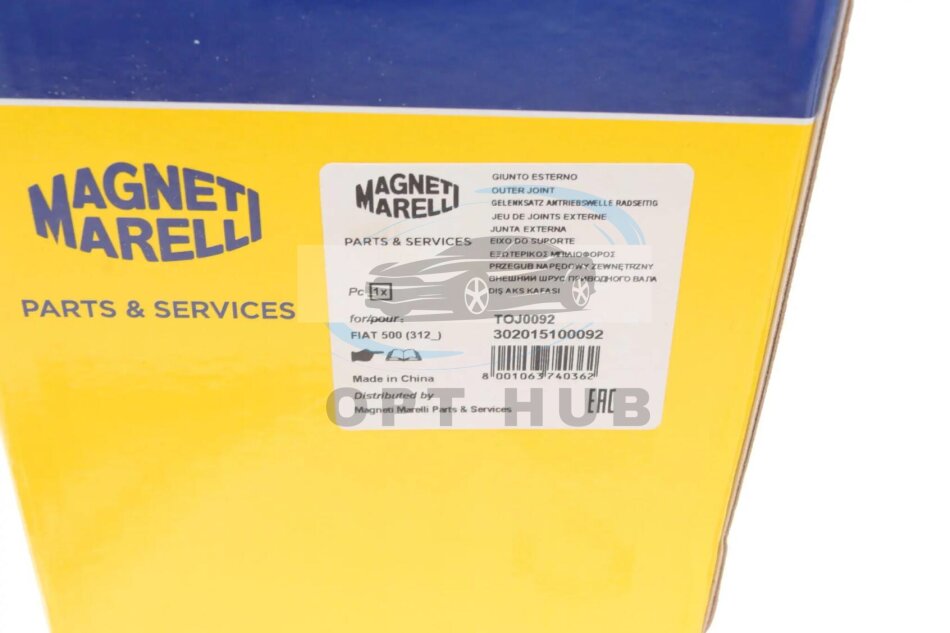 MAGNETI
MARELLI
PARTS & SERVICES
MAGNETI
MARELLI
PARTS & SERVICES
Pc. 1x
for/pour:
FIAT 500 (312_)
Made in China
Distributed by
Magneti Marelli Parts & Services
GIUNTO ESTERNO
OUTER JOINT
GELENKSATZ ANTRIEBSWELLE RADSEITIG
JEU DE JOINTS EXTERNE
JUNTA EXTERNA
EIXO DO SUPORTE
ΕΞΩΤΕΡΙΚΟΣ ΜΠΙΛΙΟΦΟΡΟΣ
PRZEGUB NAPĘDOWY ZEWNĘTRZNY
ВНЕШНИЙ ШРУС ПРИВОДНОГО ВАЛА
DIŞ AKS KAFASI
TOJ0092
302015100092
8 001063 740362
EAC
OPT HUB